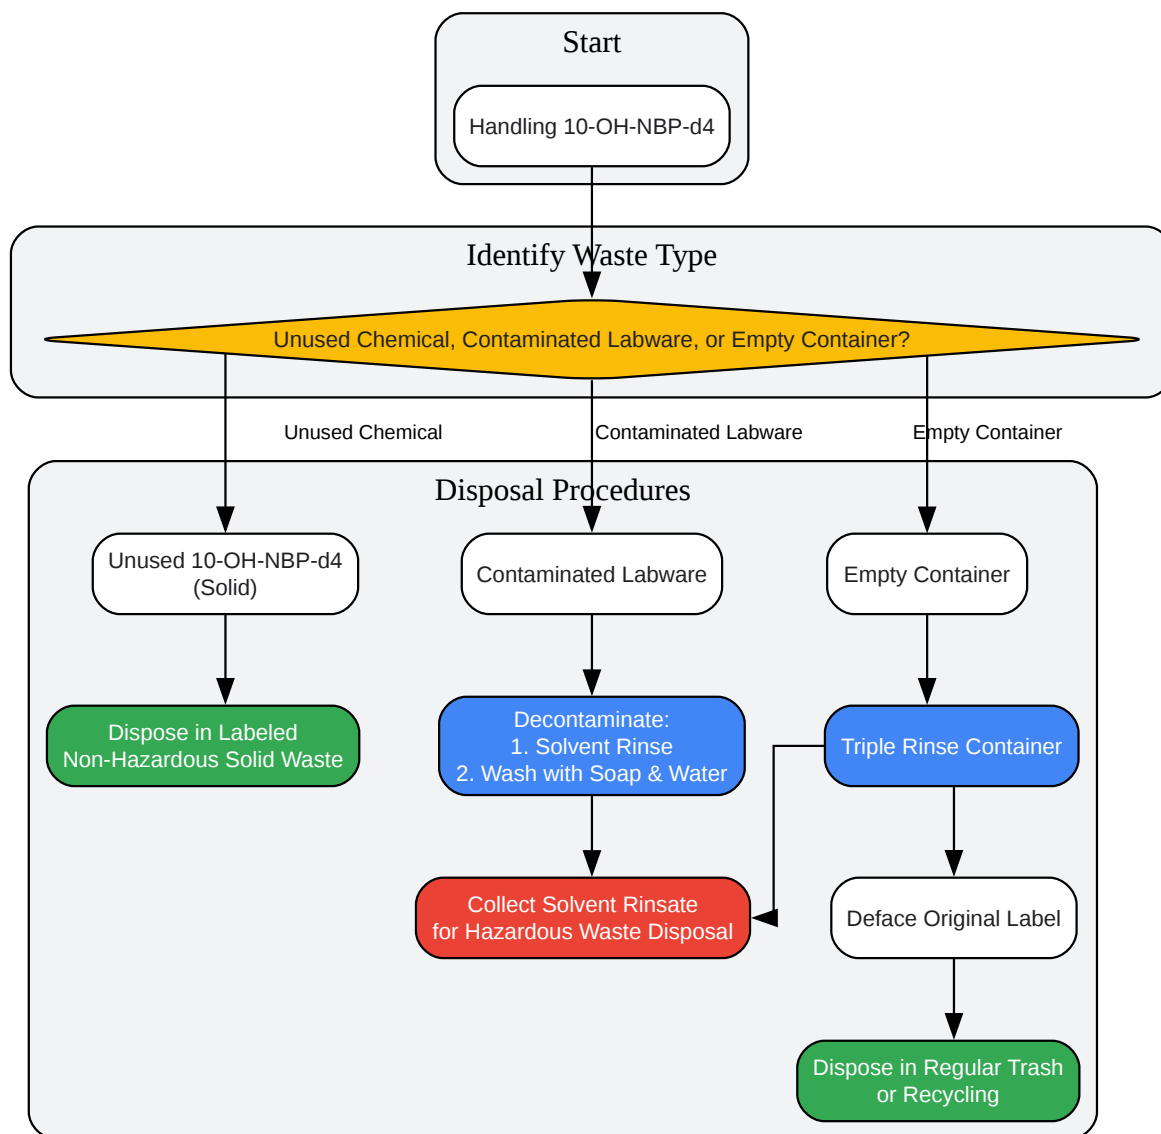 Start
Handling 10-OH-NBP-d4
Identify Waste Type
Unused Chemical, Contaminated Labware, or Empty Container?
Unused Chemical
Contaminated Labware
Empty Container
Disposal Procedures
Unused 10-OH-NBP-d4
(Solid)
Contaminated Labware
Empty Container
Dispose in Labeled
Non-Hazardous Solid Waste
Decontaminate:
1. Solvent Rinse
2. Wash with Soap & Water
Triple Rinse Container
Collect Solvent Rinsate
for Hazardous Waste Disposal
Deface Original Label
Dispose in Regular Trash
or Recycling